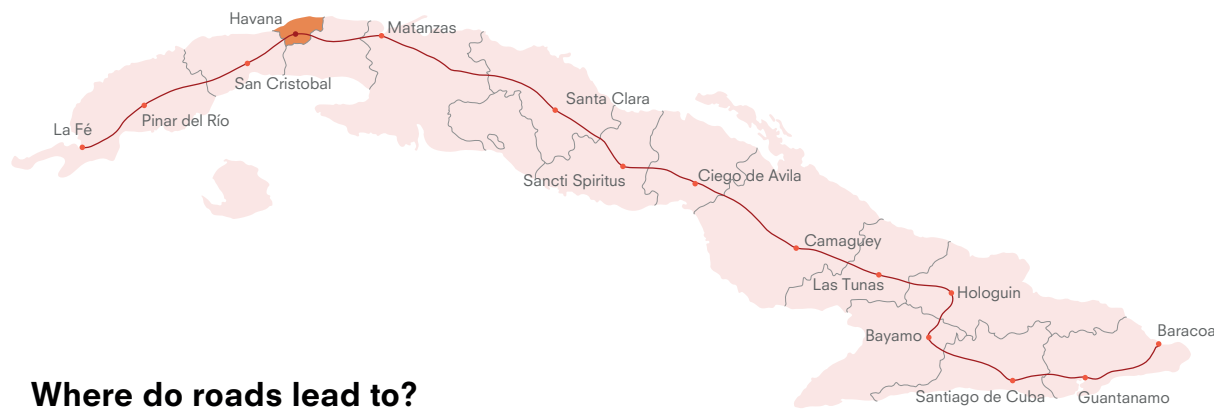 Havana
Matanzas
San Cristobal
Santa Clara
Pinar del Río
La Fé
Sancti Spiritus
Ciego de Avila
Camaguey
Las Tunas
Hologuin
Bayamo
Baracoa
Santiago de Cuba
Guantanamo
Where do roads lead to?